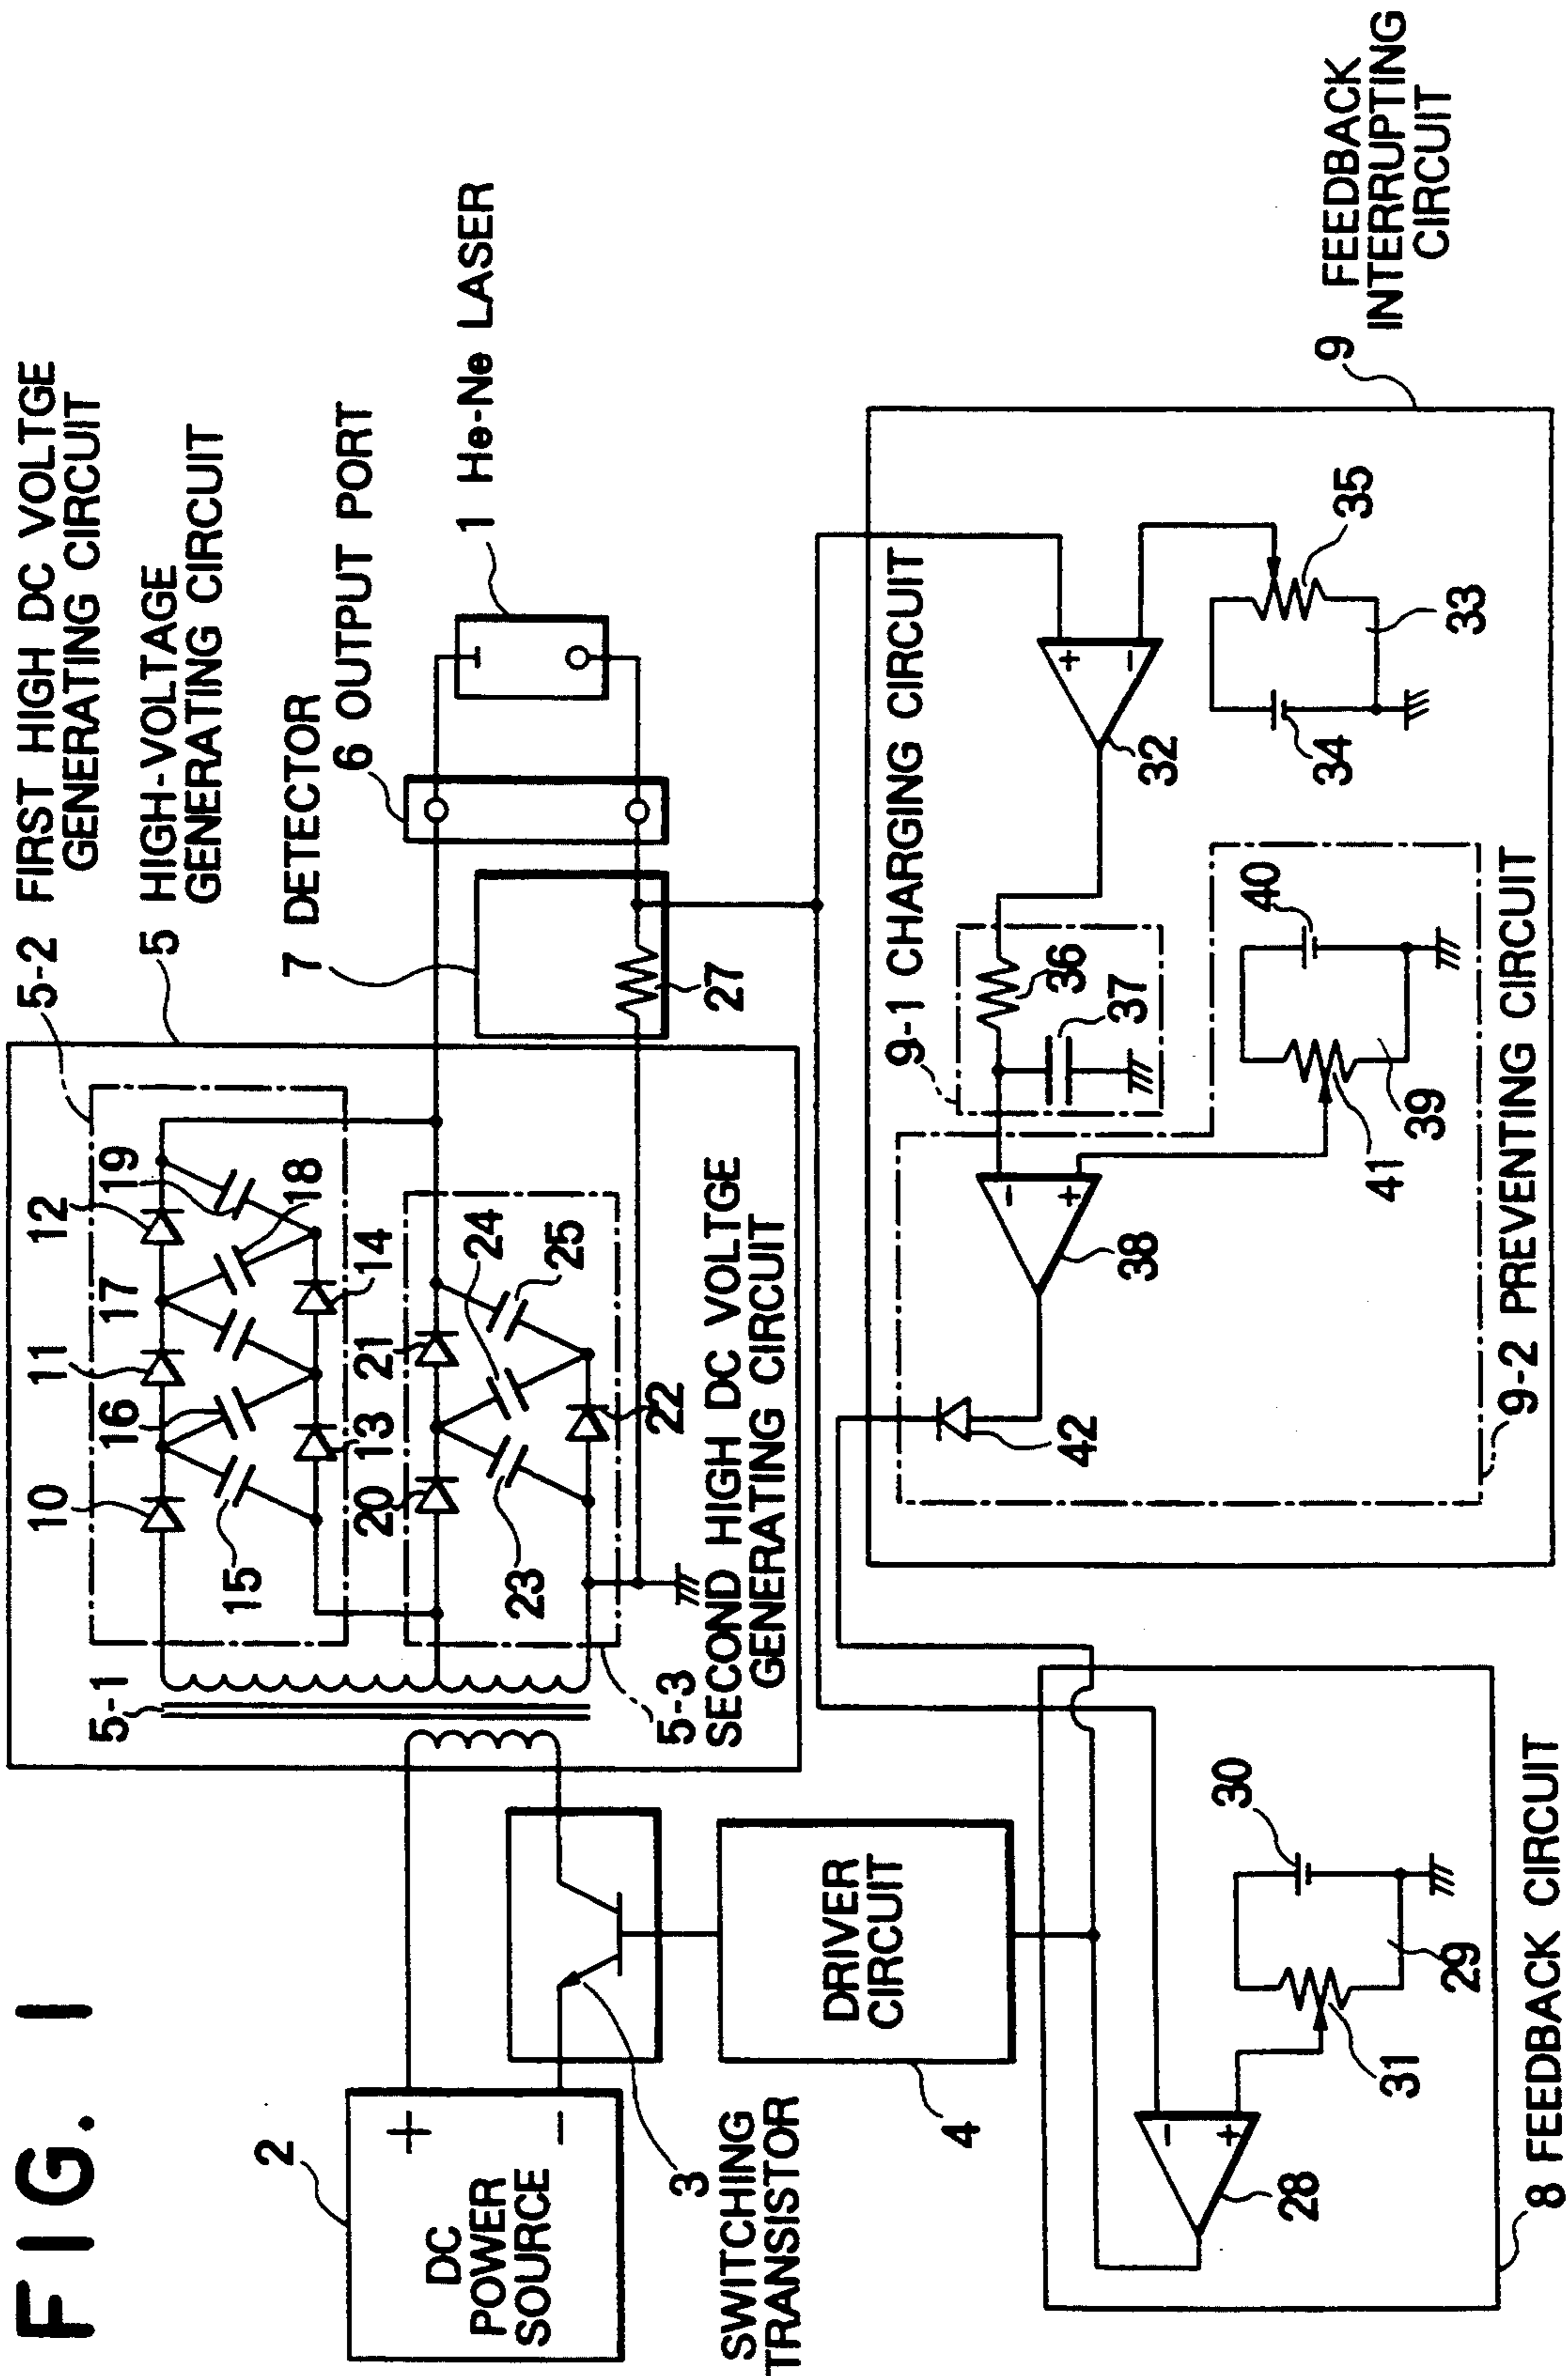 FIG. 1
5-2 FIRST HIGH DC VOLTGE
GENERATING CIRCUIT
5 HIGH-VOLTAGE
GENERATING CIRCUIT
7 DETECTOR
6 OUTPUT PORT
1 He-Ne LASER
2
DC
POWER
SOURCE
+
−
3
SWITCHING
TRANSISTOR
4
DRIVER
CIRCUIT
5-1
10
11
12
13
14
15
16
17
18
19
20
21
22
23
24
25
27
5-3
SECOND HIGH DC VOLTGE
GENERATING CIRCUIT
9 FEEDBACK
INTERRUPTING
CIRCUIT
9-1 CHARGING CIRCUIT
36
37
32
+
−
33
34
35
38
−
+
39
40
41
42
9-2 PREVENTING CIRCUIT
8 FEEDBACK CIRCUIT
28
−
+
29
30
31